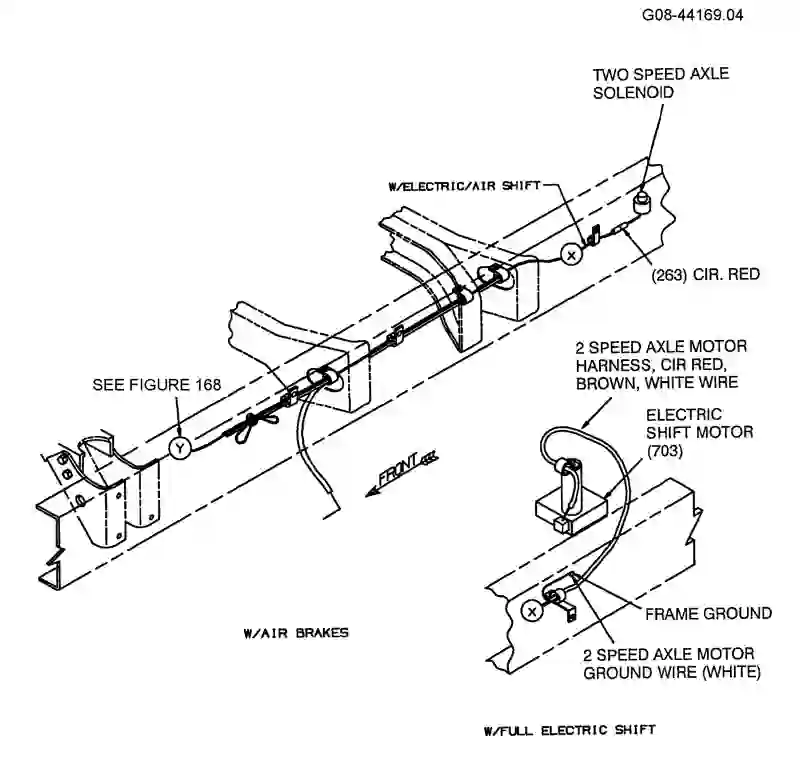 G08-44169.04
TWO SPEED AXLE
SOLENOID
W/ELECTRIC/AIR SHIFT
X
(263) CIR. RED
2 SPEED AXLE MOTOR
HARNESS, CIR RED,
BROWN, WHITE WIRE
SEE FIGURE 168
ELECTRIC
SHIFT MOTOR
(703)
Y
FRONT
X
FRAME GROUND
W/AIR BRAKES
2 SPEED AXLE MOTOR
GROUND WIRE (WHITE)
W/FULL ELECTRIC SHIFT